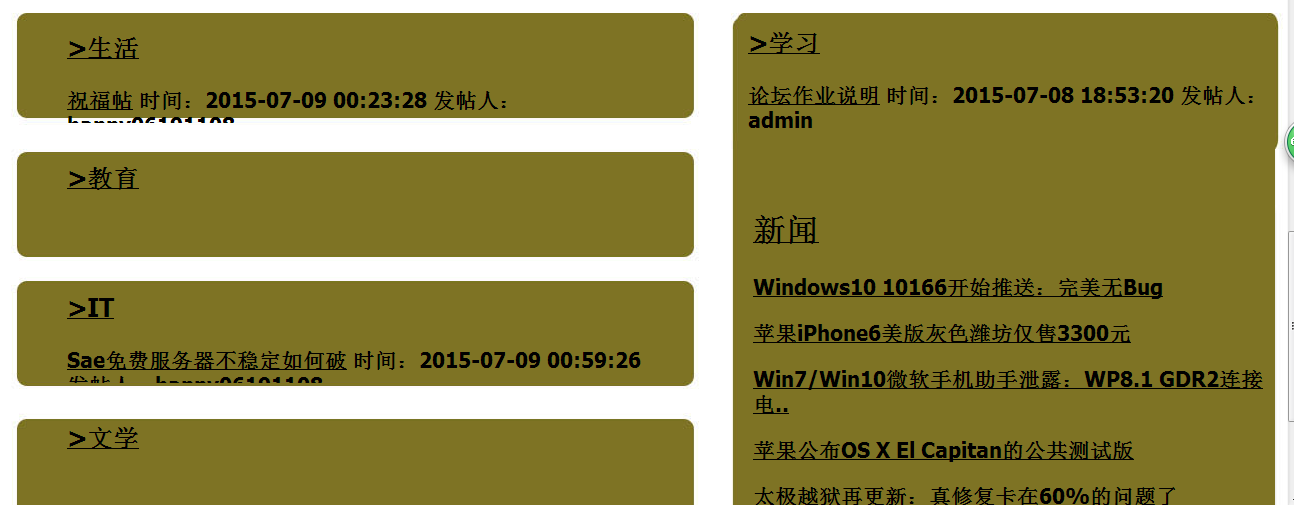 >生活
祝福帖 时间：2015-07-09 00:23:28 发帖人：
happy06101108
>教育
>IT
Sae免费服务器不稳定如何破 时间：2015-07-09 00:59:26
发帖人：happy06101108
>文学
>学习
论坛作业说明 时间：2015-07-08 18:53:20 发帖人：
admin
新闻
Windows10 10166开始推送：完美无Bug
苹果iPhone6美版灰色潍坊仅售3300元
Win7/Win10微软手机助手泄露：WP8.1 GDR2连接
电..
苹果公布OS X El Capitan的公共测试版
太极越狱再更新：真修复卡在60%的问题了